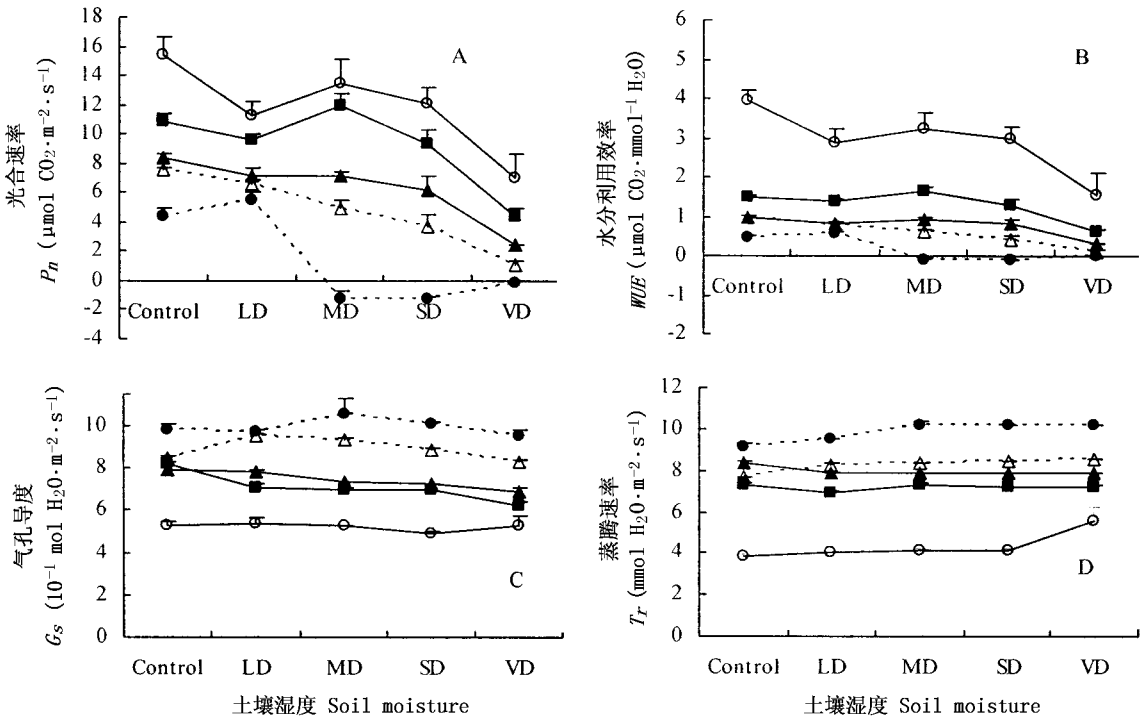 A
光合速率
Pn (μmol CO₂·m⁻²·s⁻¹)
18
16
14
12
10
8
6
4
2
0
-2
-4
Control
LD
MD
SD
VD
B
水分利用效率
WUE (μmol CO₂·mmol⁻¹ H₂O)
6
5
4
3
2
1
0
-1
-2
Control
LD
MD
SD
VD
C
气孔导度
Gs (10⁻¹ mol H₂O·m⁻²·s⁻¹)
10
8
6
4
2
0
Control
LD
MD
SD
VD
土壤湿度 Soil moisture
D
蒸腾速率
Tr (mmol H₂O·m⁻²·s⁻¹)
12
10
8
6
4
2
0
Control
LD
MD
SD
VD
土壤湿度 Soil moisture